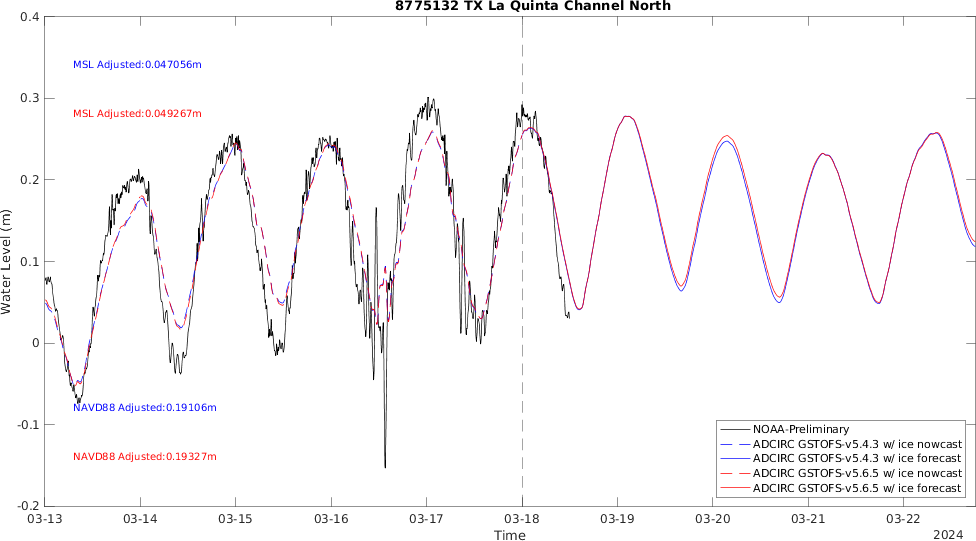 8775132 TX La Quinta Channel North
0.4
0.3
0.2
0.1
0
-0.1
-0.2
Water Level (m)
MSL Adjusted:0.047056m
MSL Adjusted:0.049267m
NAVD88 Adjusted:0.19106m
NAVD88 Adjusted:0.19327m
NOAA-Preliminary
ADCIRC GSTOFS-v5.4.3 w/ ice nowcast
ADCIRC GSTOFS-v5.4.3 w/ ice forecast
ADCIRC GSTOFS-v5.6.5 w/ ice nowcast
ADCIRC GSTOFS-v5.6.5 w/ ice forecast
03-13 03-14 03-15 03-16 03-17 03-18 03-19 03-20 03-21 03-22
Time
2024